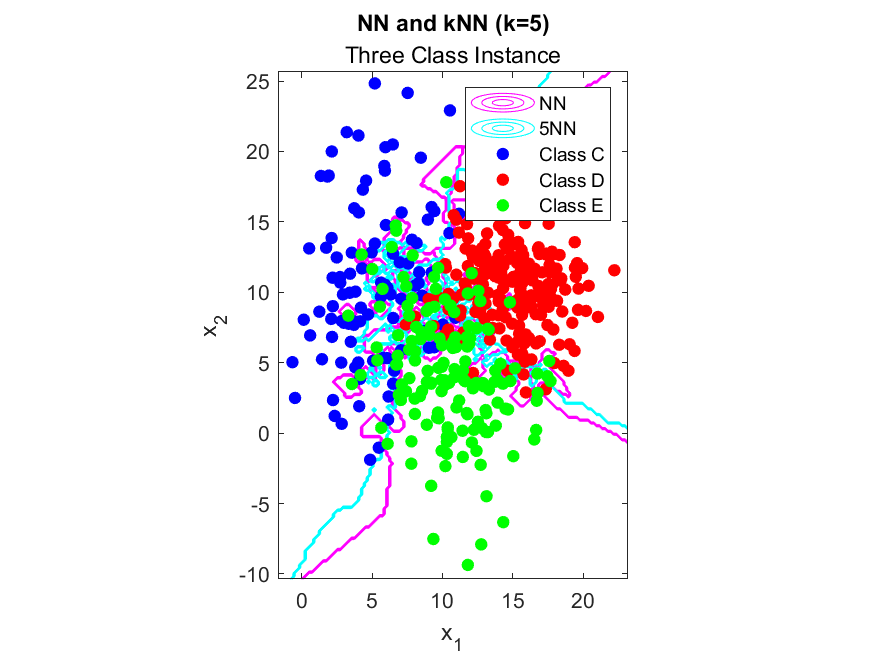 NN and kNN (k=5)
Three Class Instance
25
20
15
10
5
0
-5
-10
x2
NN
5NN
Class C
Class D
Class E
0 5 10 15 20
x1